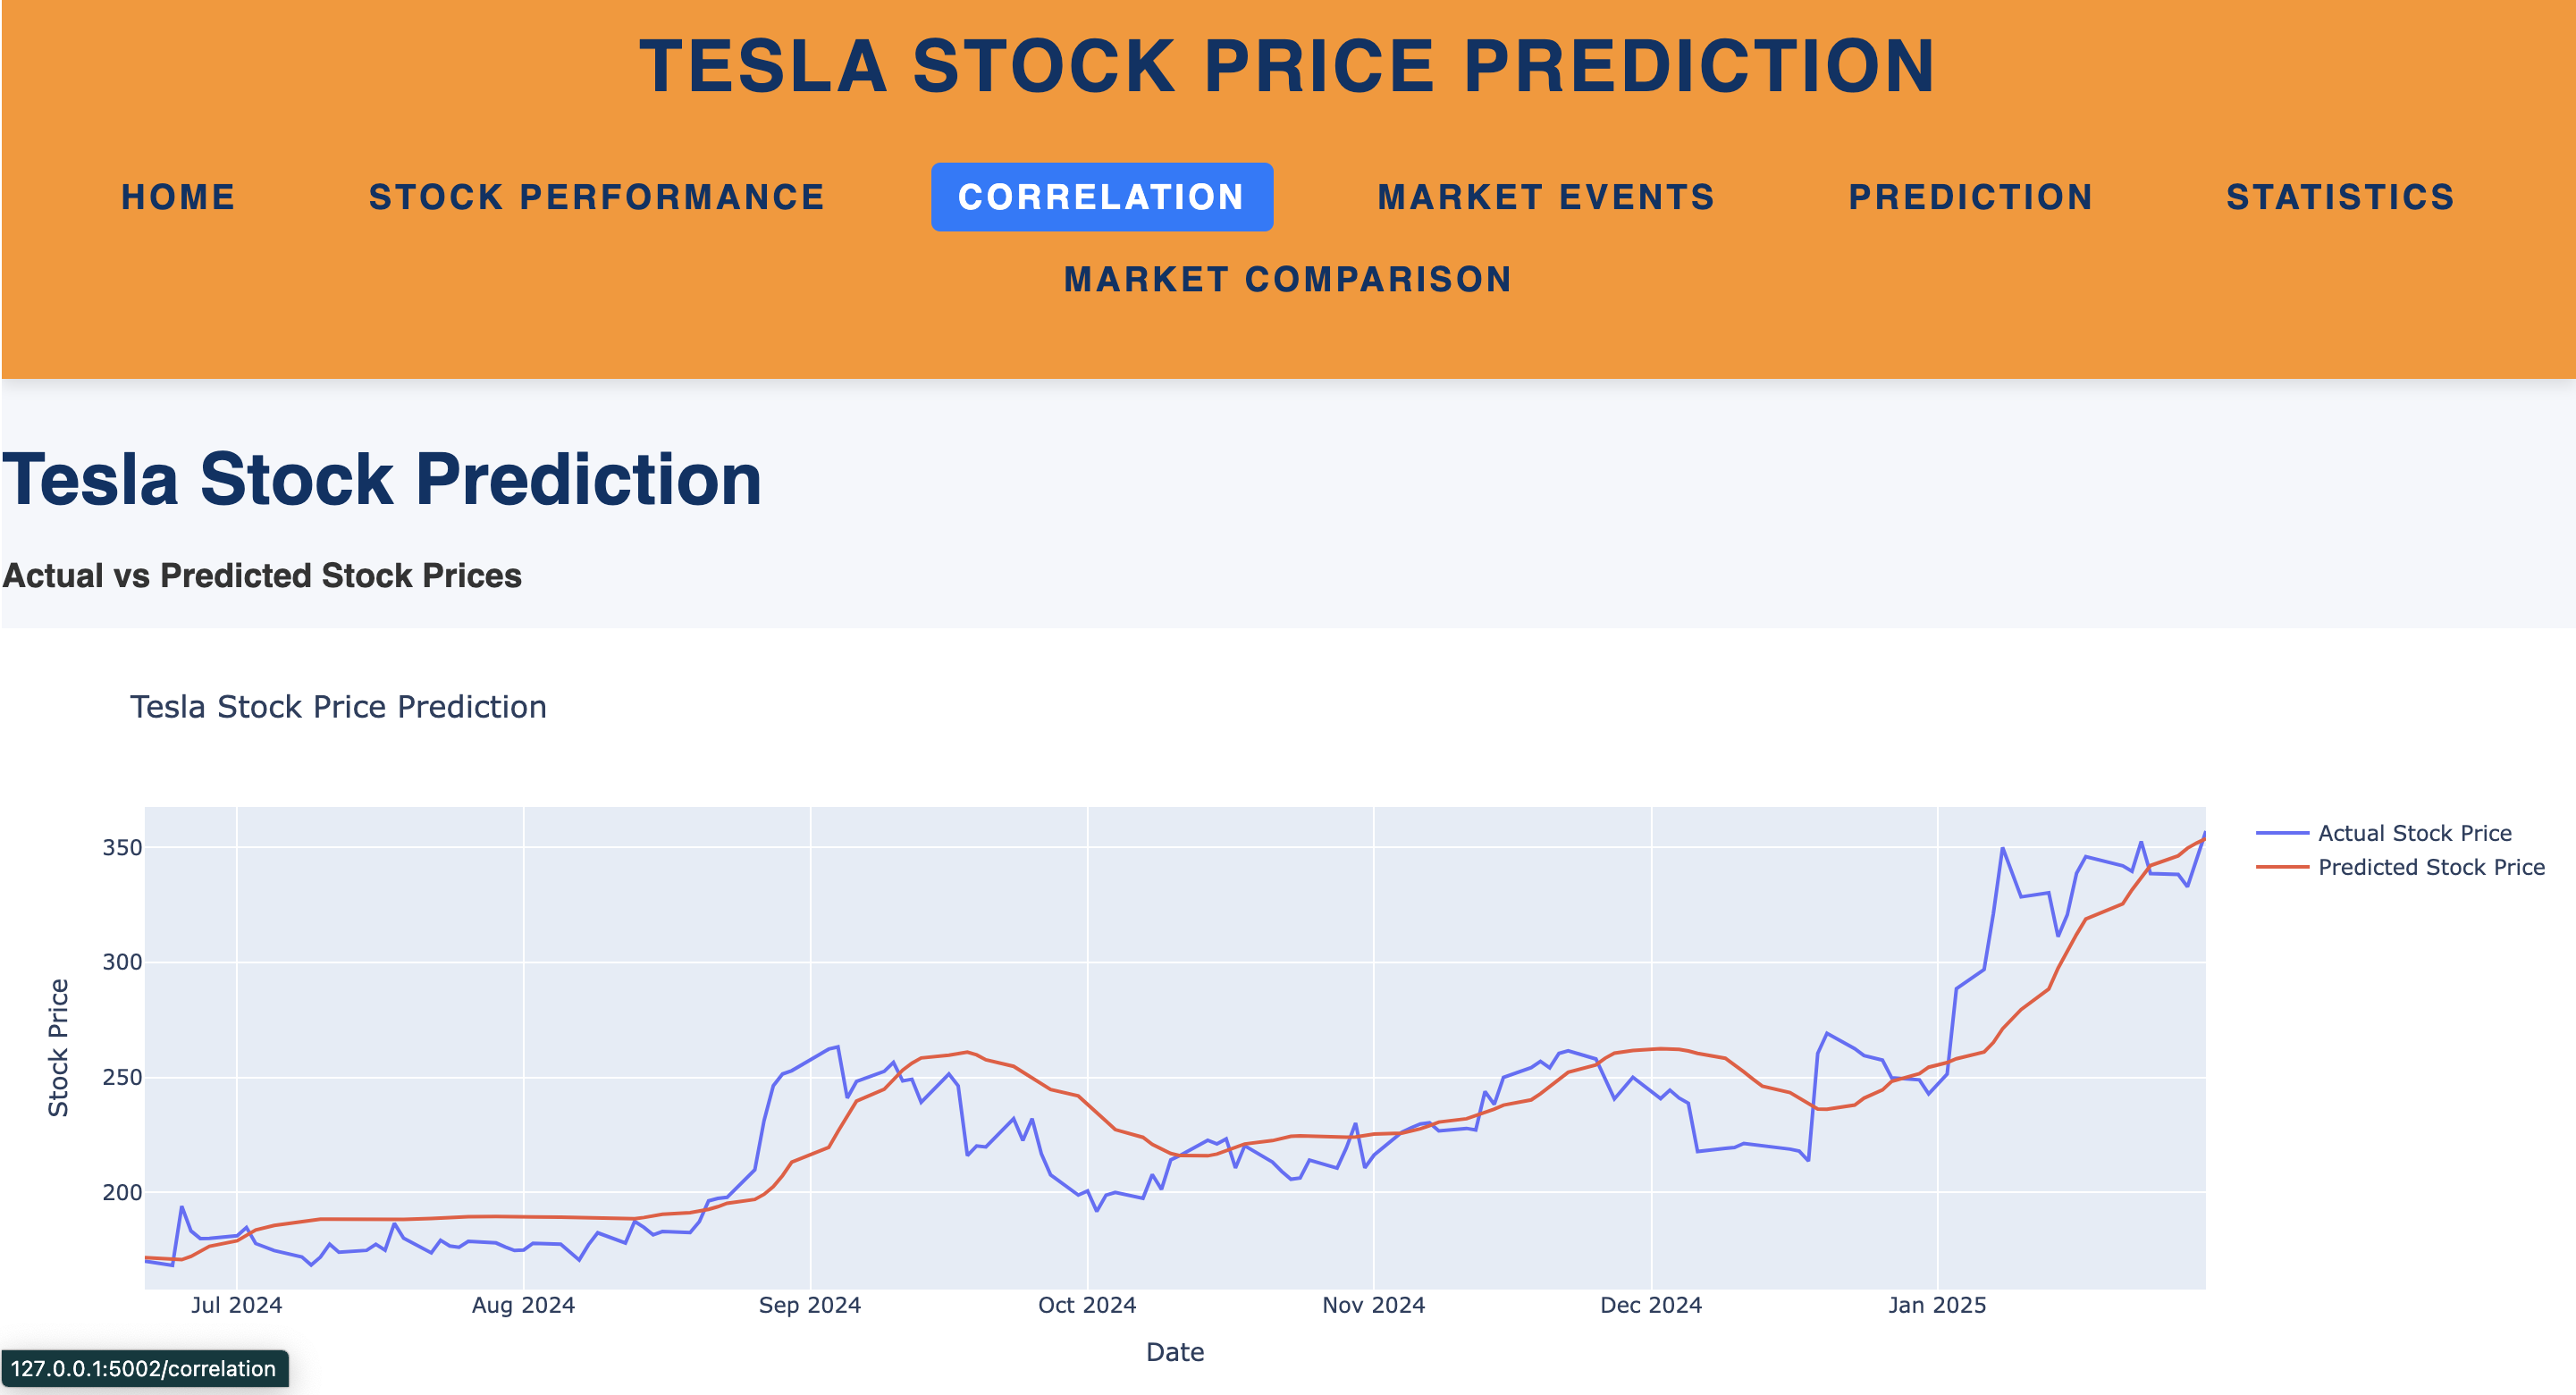 TESLA STOCK PRICE PREDICTION
HOME STOCK PERFORMANCE CORRELATION MARKET EVENTS PREDICTION STATISTICS
MARKET COMPARISON
Tesla Stock Prediction
Actual vs Predicted Stock Prices
Tesla Stock Price Prediction
Actual Stock Price
Predicted Stock Price
350
300
250
200
Stock Price
Jul 2024 Aug 2024 Sep 2024 Oct 2024 Nov 2024 Dec 2024 Jan 2025
Date
127.0.0.1:5002/correlation